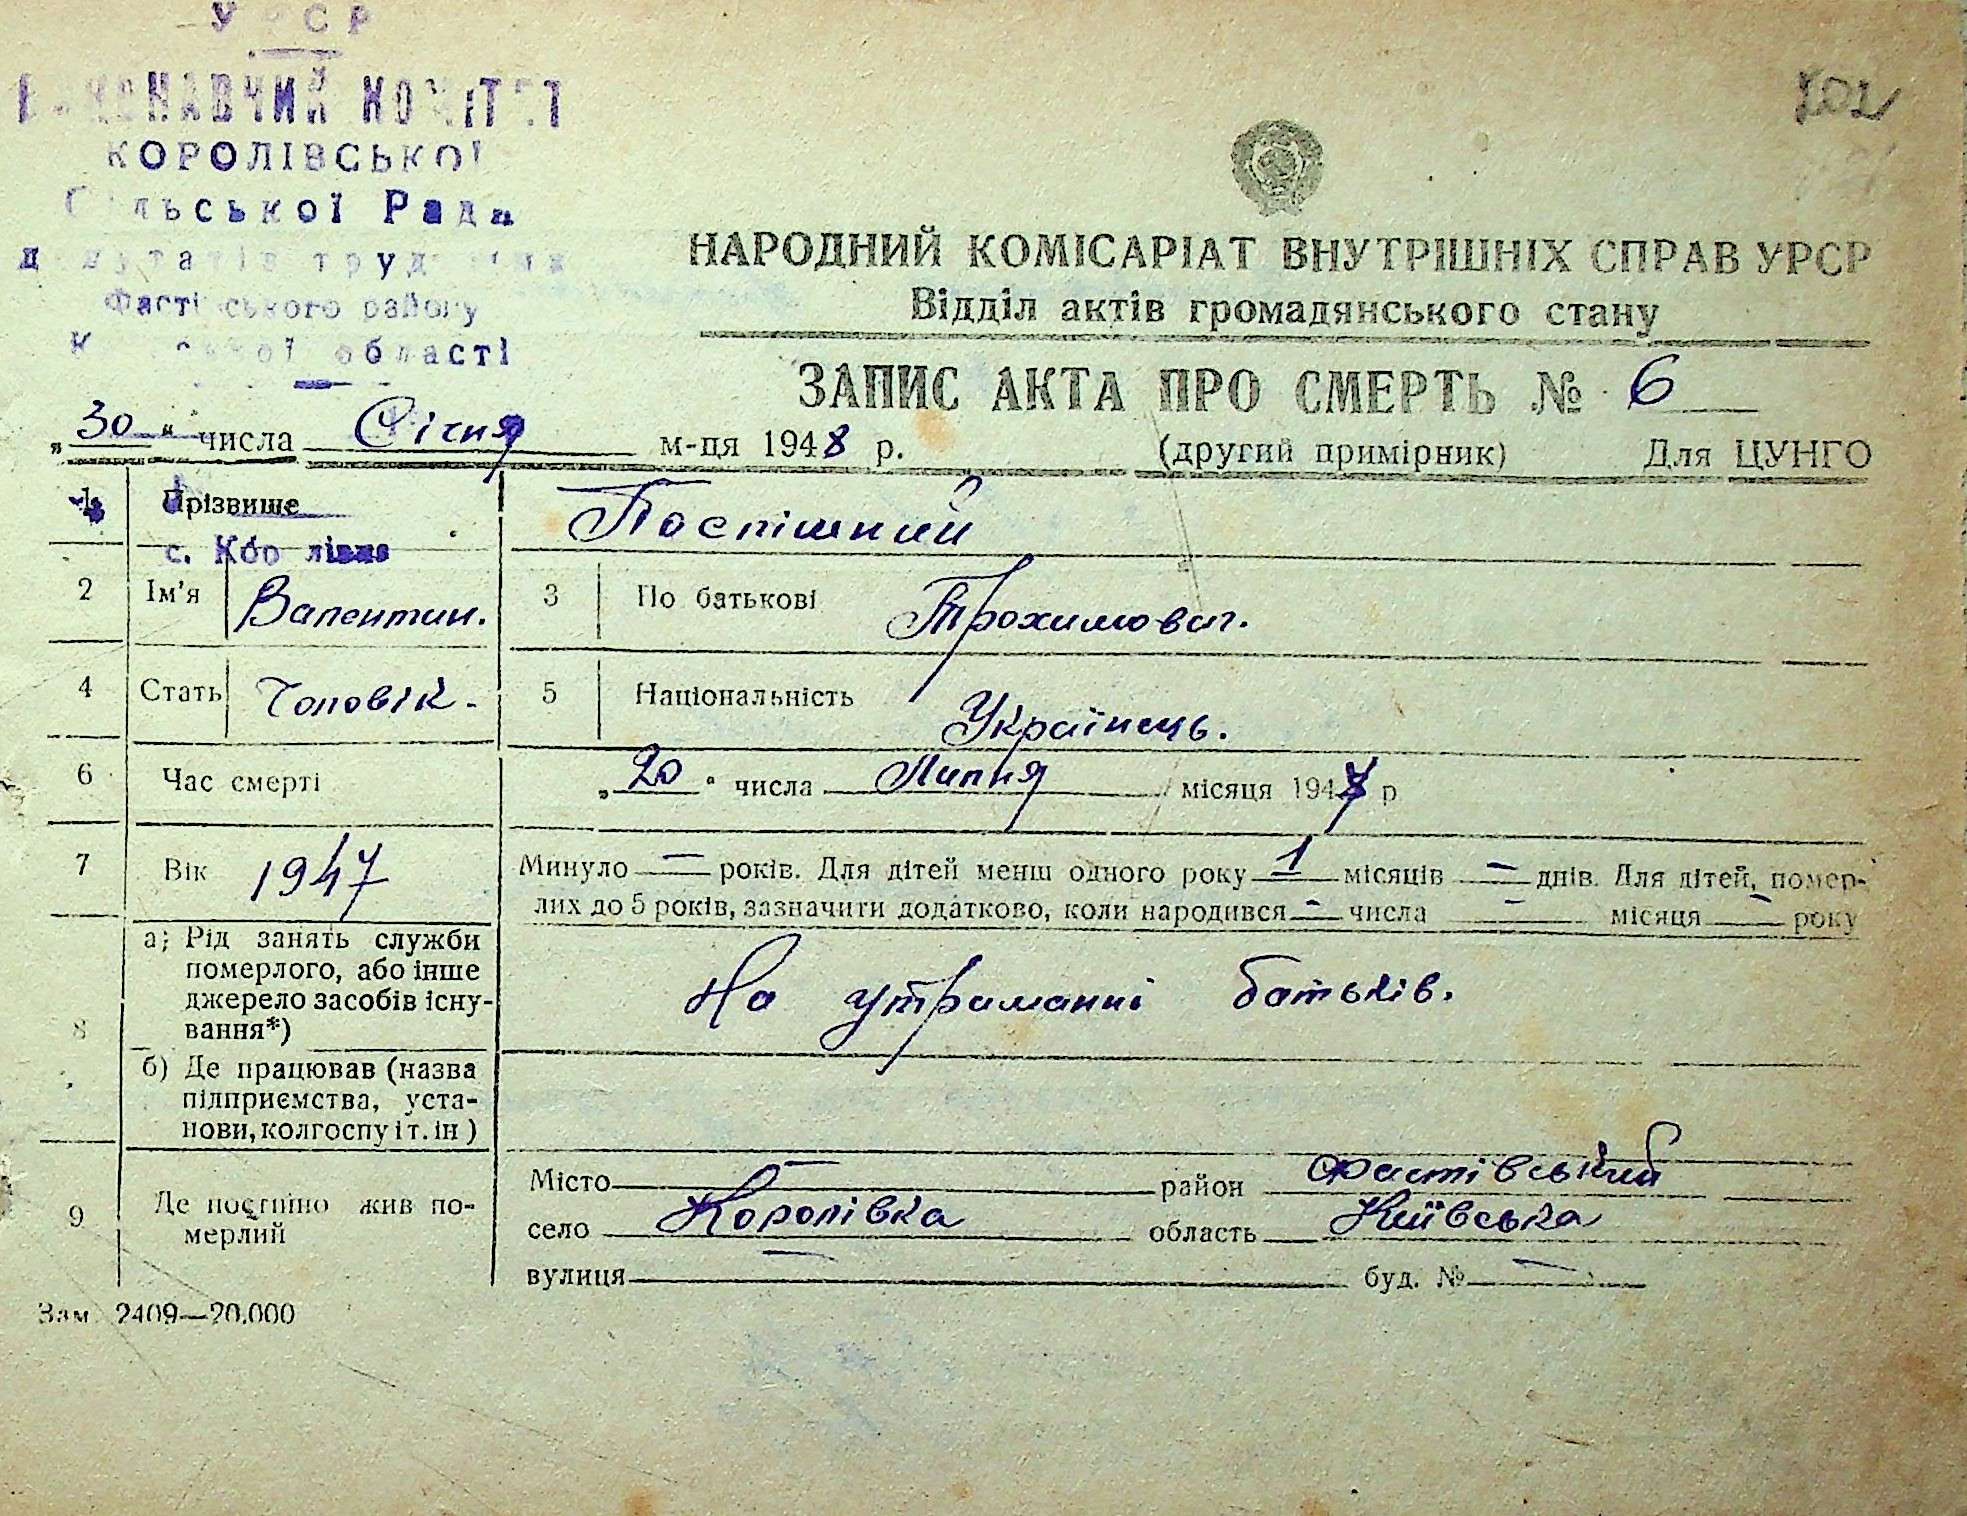 УРСР
ВИКОНАВЧИЙ КОМІТЕТ
КОРОЛІВСЬКОЇ
Сільської Ради
депутатів трудящих
Фастівського району
Київської області
202
НАРОДНИЙ КОМІСАРІАТ ВНУТРІШНІХ СПРАВ УРСР
Відділ актів громадянського стану
ЗАПИС АКТА ПРО СМЕРТЬ № 6
„30“ числа Січня м-ця 1948 р. (другий примірник) Для ЦУНГО
1 Прізвище Поспішний
с. Королівка
2 Ім'я Валентин. 3 По батькові Трохимович.
4 Стать Чоловік. 5 Національність Українець.
6 Час смерті „20“ числа Липня місяця 1947 р
7 Вік 1947 Минуло — років. Для дітей менш одного року 1 місяців — днів. Для дітей, помер-
лих до 5 років, зазначити додатково, коли народився - числа - місяця - року
8 а; Рід занять служби
померлого, або інше
джерело засобів існу-
вання*) На утриманні батьків.
б) Де працював (назва
підприємства, уста-
нови, колгоспу і т. ін )
9 Де постійно жив по-
мерлий
Місто — район Фастівський
село Королівка область Київська
вулиця — буд. № —
Зам. 2409—20.000